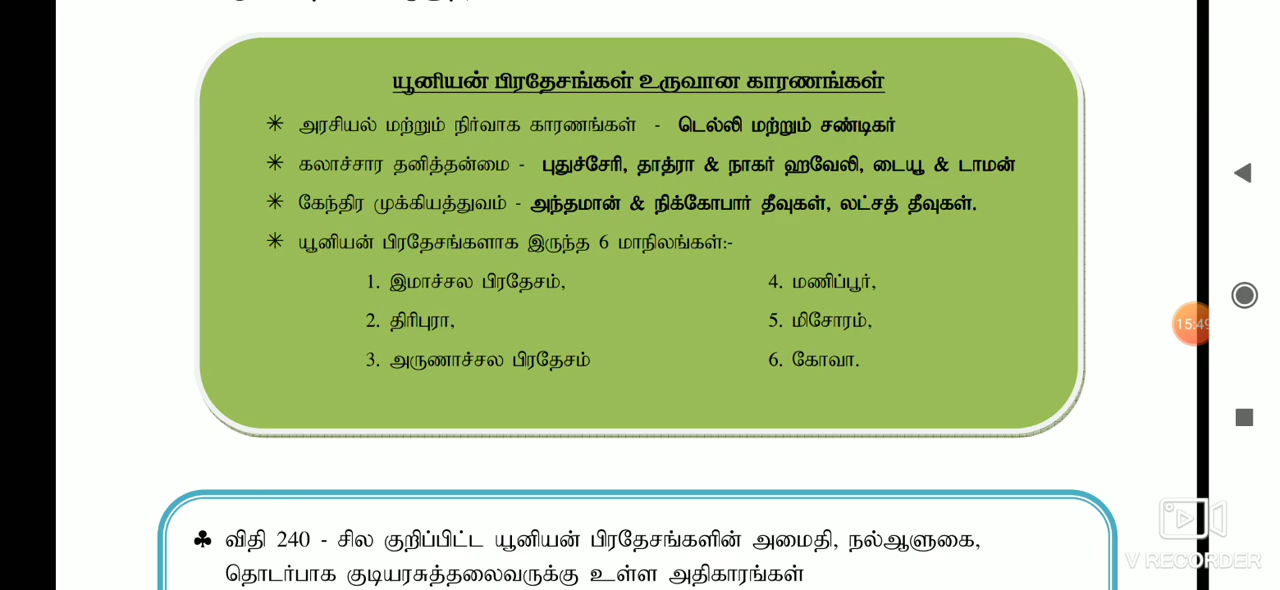 யூனியன் பிரதேசங்கள் உருவான காரணங்கள்
✳ அரசியல் மற்றும் நிர்வாக காரணங்கள் - டெல்லி மற்றும் சண்டிகர்
✳ கலாச்சார தனித்தன்மை - புதுச்சேரி, தாத்ரா & நாகர் ஹவேலி, டையூ & டாமன்
✳ கேந்திர முக்கியத்துவம் - அந்தமான் & நிக்கோபார் தீவுகள், லட்சத் தீவுகள்.
✳ யூனியன் பிரதேசங்களாக இருந்த 6 மாநிலங்கள்:-
1. இமாச்சல பிரதேசம், 4. மணிப்பூர்,
2. திரிபுரா, 5. மிசோரம்,
3. அருணாச்சல பிரதேசம் 6. கோவா.
15:49
♣ விதி 240 - சில குறிப்பிட்ட யூனியன் பிரதேசங்களின் அமைதி, நல்ஆளுகை,
தொடர்பாக குடியரசுத்தலைவருக்கு உள்ள அதிகாரங்கள்
V RECORDER